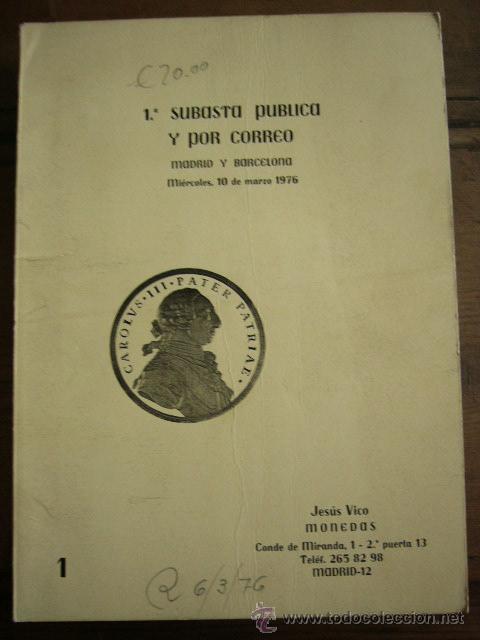 €20.00
1.ª SUBASTA PUBLICA
Y POR CORREO
MADRID Y BARCELONA
Miércoles, 10 de marzo 1976
CAROLVS · III · PATER PATRIAE ·
Jesús Vico
MONEDAS
Conde de Miranda, 1 - 2.ª puerta 13
Teléf. 265 82 98
MADRID-12
1
R 6/3/76
todocoleccion.net